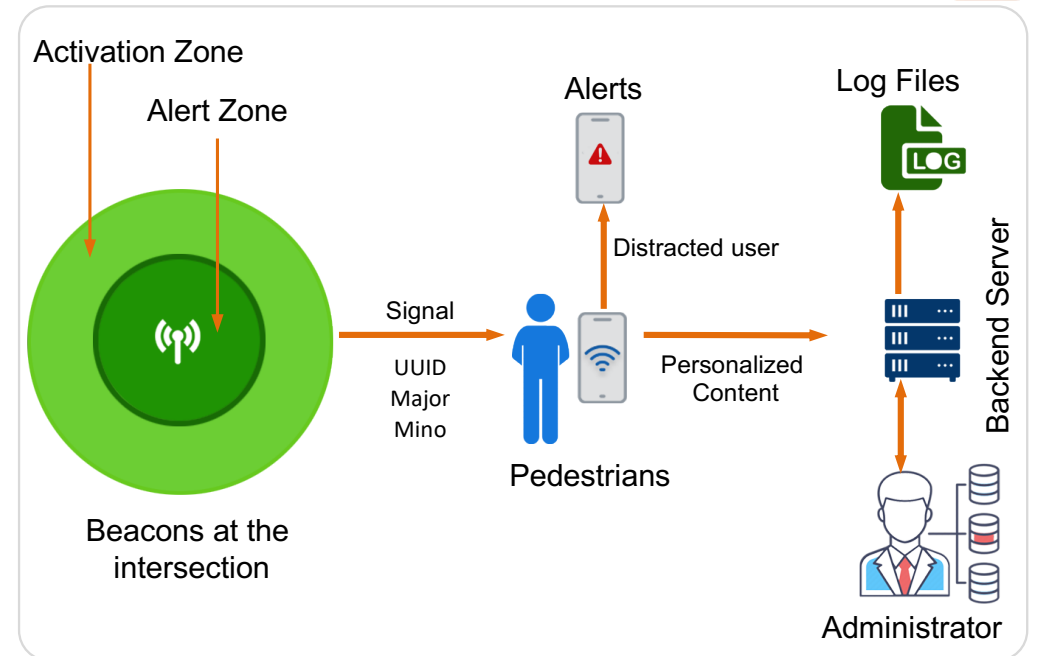 Activation Zone
Alert Zone
Alerts
Log Files
LOG
Distracted user
Signal
UUID
Major
Mino
Personalized
Content
Backend Server
Pedestrians
Beacons at the
intersection
Administrator